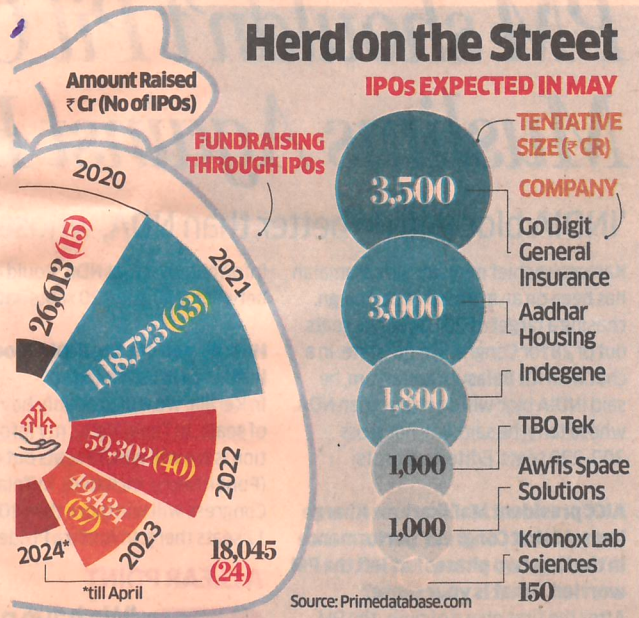 Herd on the Street
Amount Raised
₹ Cr (No of IPOs)
FUNDRAISING
THROUGH IPOs
2020
26,613 (15)
2021
1,18,723 (63)
2022
59,302 (40)
2023
49,434
(57)
2024*
18,045
(24)
*till April
IPOs EXPECTED IN MAY
TENTATIVE
SIZE (₹ CR)
COMPANY
3,500
Go Digit
General
Insurance
3,000
Aadhar
Housing
1,800
Indegene
1,000
TBO Tek
1,000
Awfis Space
Solutions
Kronox Lab
Sciences
150
Source: Primedatabase.com